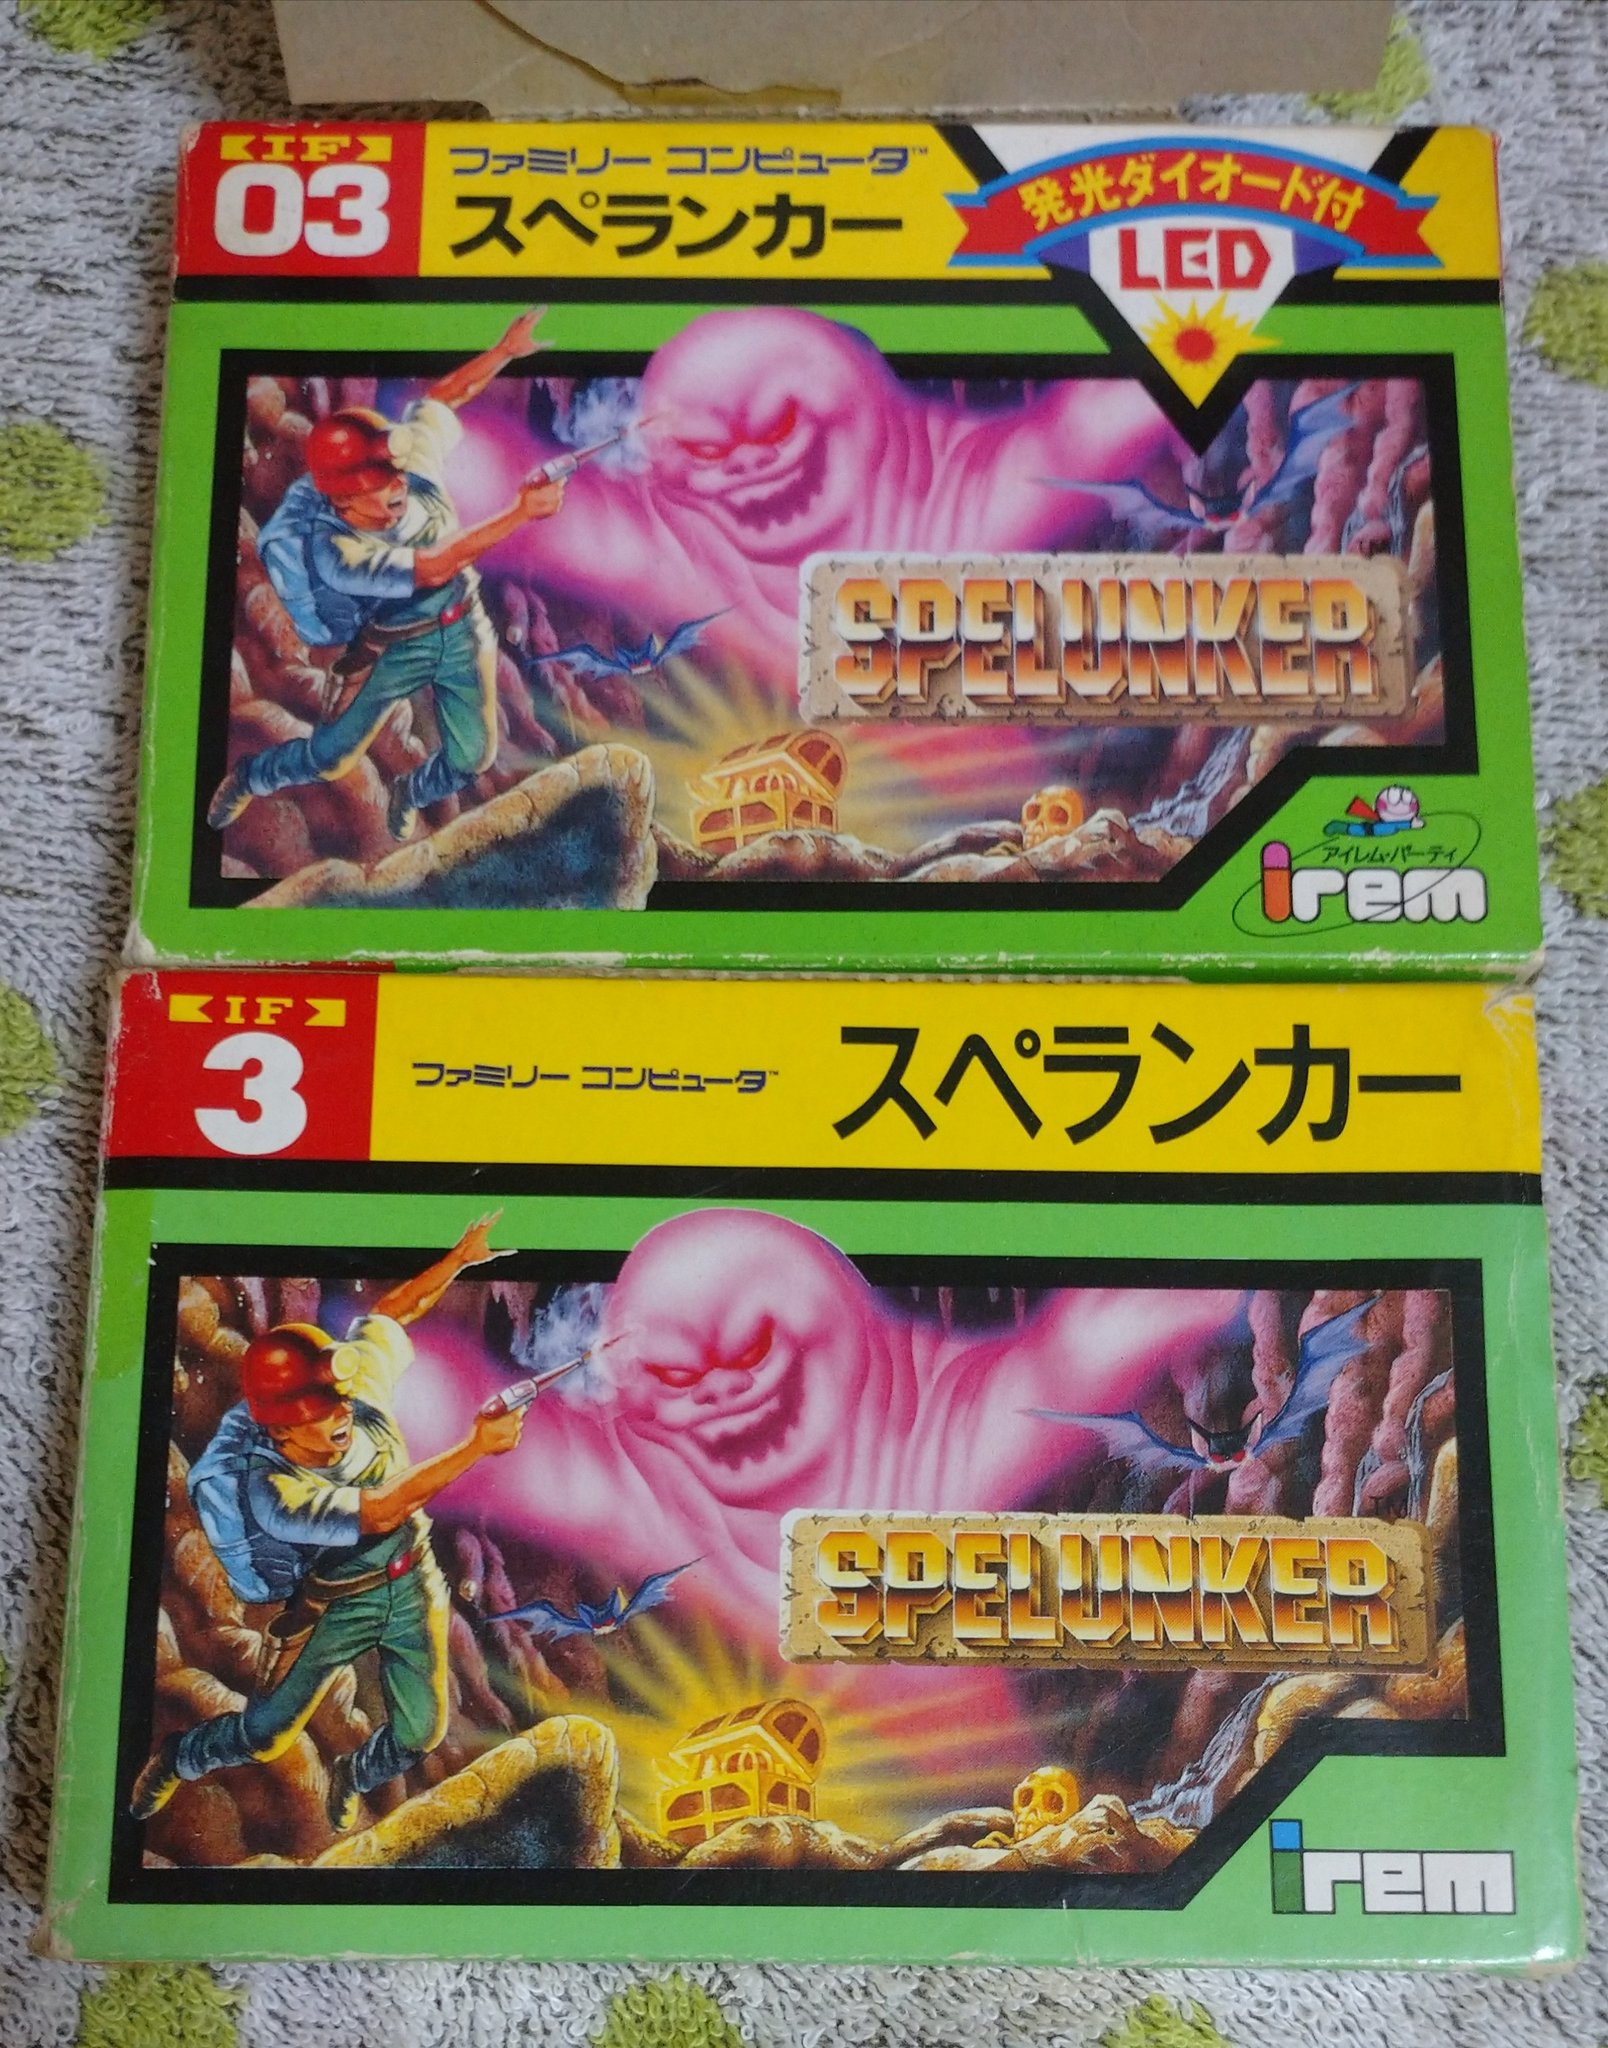 IF
03
ファミリー コンピュータ™
スペランカー
発光ダイオード付
LED
TM
SPELUNKER
アイレム・パーティ
irem
IF
3
ファミリー コンピュータ™
スペランカー
TM
SPELUNKER
irem